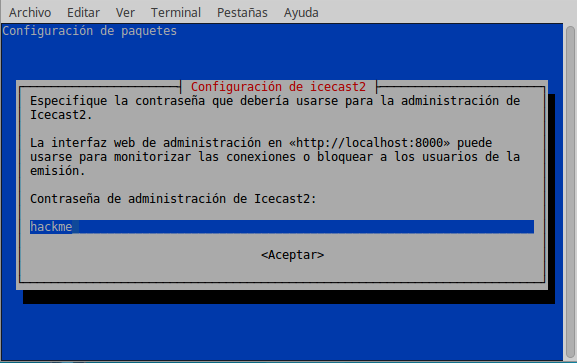 Archivo Editar Ver Terminal Pestañas Ayuda
Configuración de paquetes
Configuración de icecast2
Especifique la contraseña que debería usarse para la administración de
Icecast2.
La interfaz web de administración en «http://localhost:8000» puede
usarse para monitorizar las conexiones o bloquear a los usuarios de la
emisión.
Contraseña de administración de Icecast2:
hackme
<Aceptar>